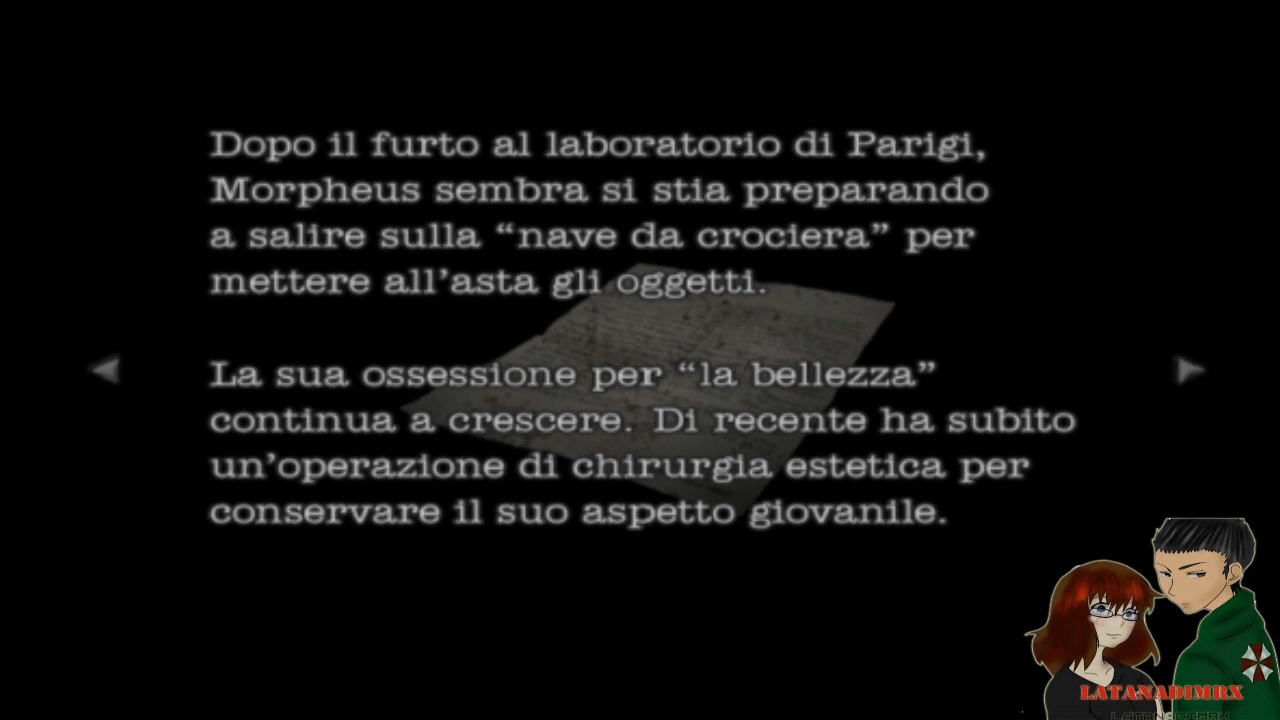 Dopo il furto al laboratorio di Parigi,
Morpheus sembra si stia preparando
a salire sulla “nave da crociera” per
mettere all’asta gli oggetti.
La sua ossessione per “la bellezza”
continua a crescere. Di recente ha subito
un’operazione di chirurgia estetica per
conservare il suo aspetto giovanile.
LATANADIMRX
LATANADIMRX